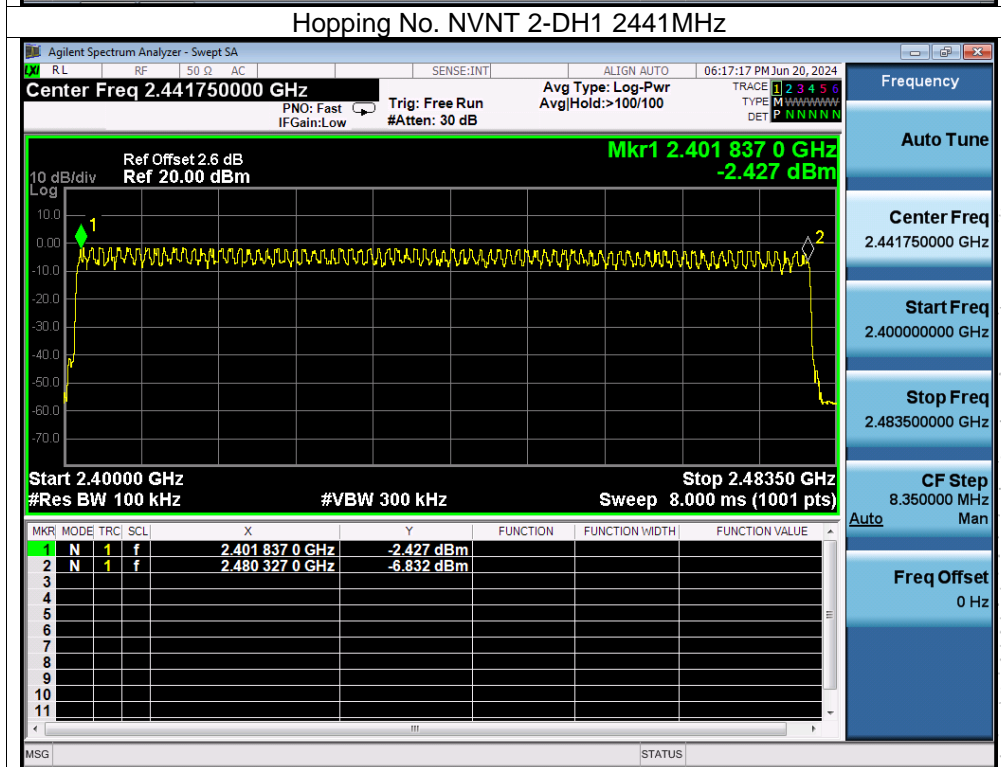 Hopping No. NVNT 2-DH1 2441MHz
Agilent Spectrum Analyzer - Swept SA
LXI RL RF 50 Ω AC SENSE:INT ALIGN AUTO 06:17:17 PM Jun 20, 2024
Center Freq 2.441750000 GHz
PNO: Fast
IFGain:Low
Trig: Free Run
#Atten: 30 dB
Avg Type: Log-Pwr
Avg|Hold:>100/100
TRACE 1 2 3 4 5 6
TYPE M WWWWW
DET P N N N N N
Ref Offset 2.6 dB
Ref 20.00 dBm
10 dB/div
Log
Mkr1 2.401 837 0 GHz
-2.427 dBm
10.0
0.00
-10.0
-20.0
-30.0
-40.0
-50.0
-60.0
-70.0
1
2
Start 2.40000 GHz
Stop 2.48350 GHz
#Res BW 100 kHz
#VBW 300 kHz
Sweep 8.000 ms (1001 pts)
MKR MODE TRC SCL X Y FUNCTION FUNCTION WIDTH FUNCTION VALUE
1 N 1 f 2.401 837 0 GHz -2.427 dBm
2 N 1 f 2.480 327 0 GHz -6.832 dBm
3
4
5
6
7
8
9
10
11
MSG
STATUS
Frequency
Auto Tune
Center Freq
2.441750000 GHz
Start Freq
2.400000000 GHz
Stop Freq
2.483500000 GHz
CF Step
8.350000 MHz
Auto Man
Freq Offset
0 Hz